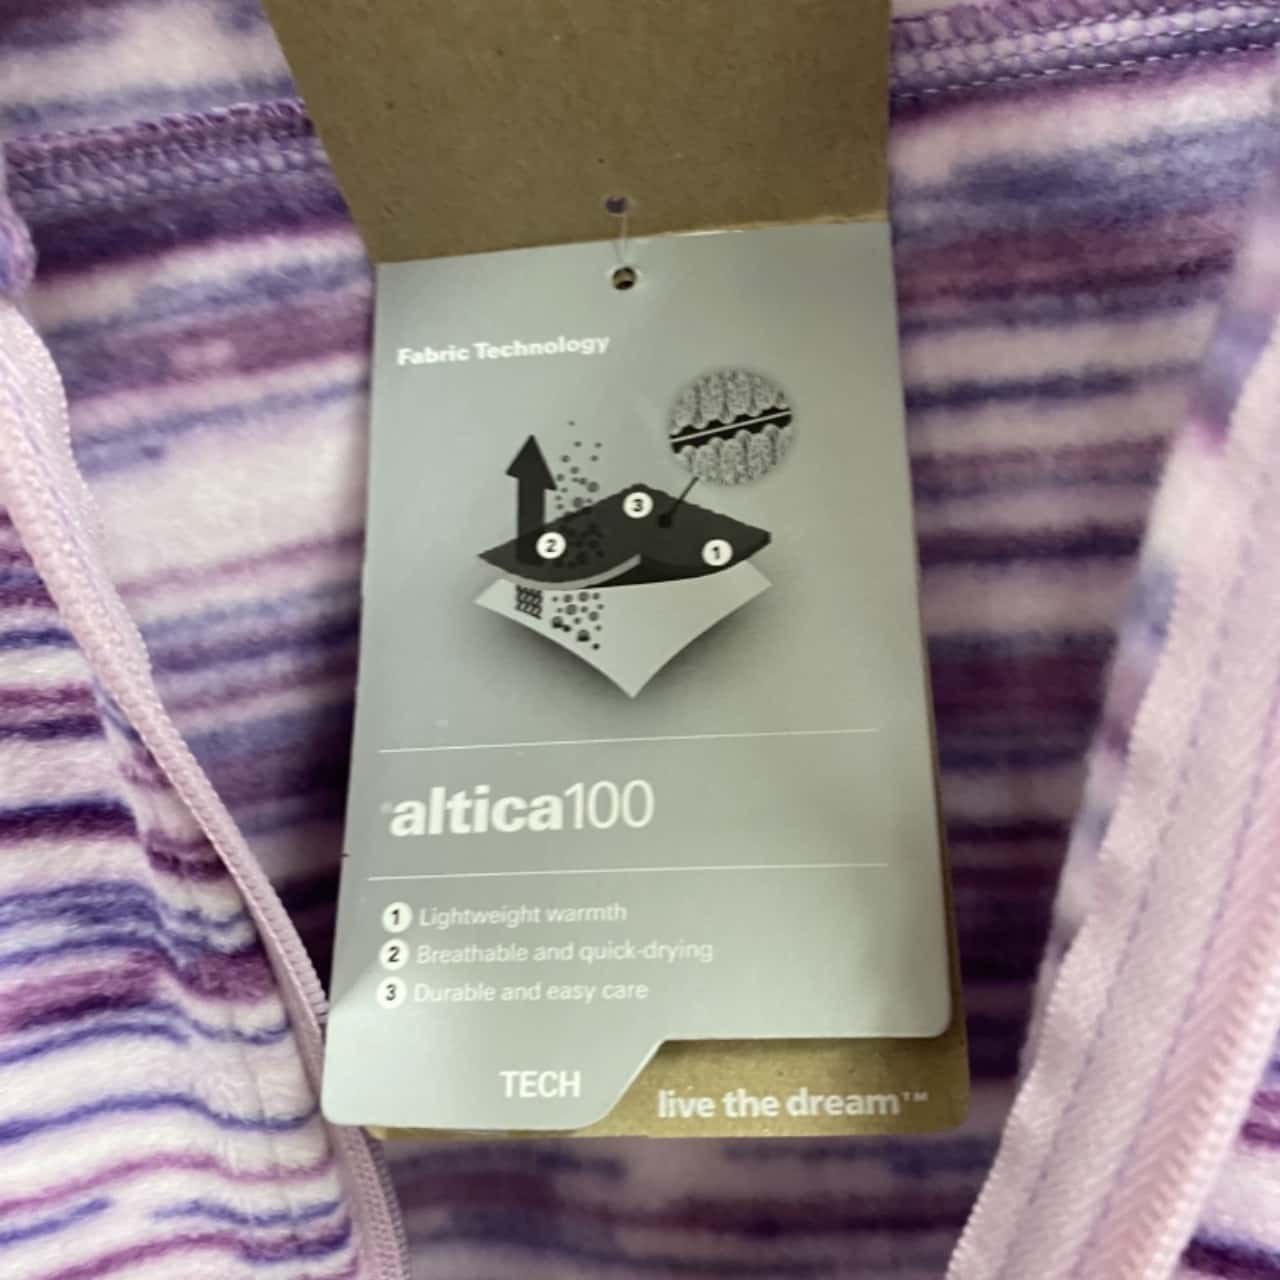 Fabric Technology
3
2
1
®altica100
1 Lightweight warmth
2 Breathable and quick-drying
3 Durable and easy care
TECH
live the dream™